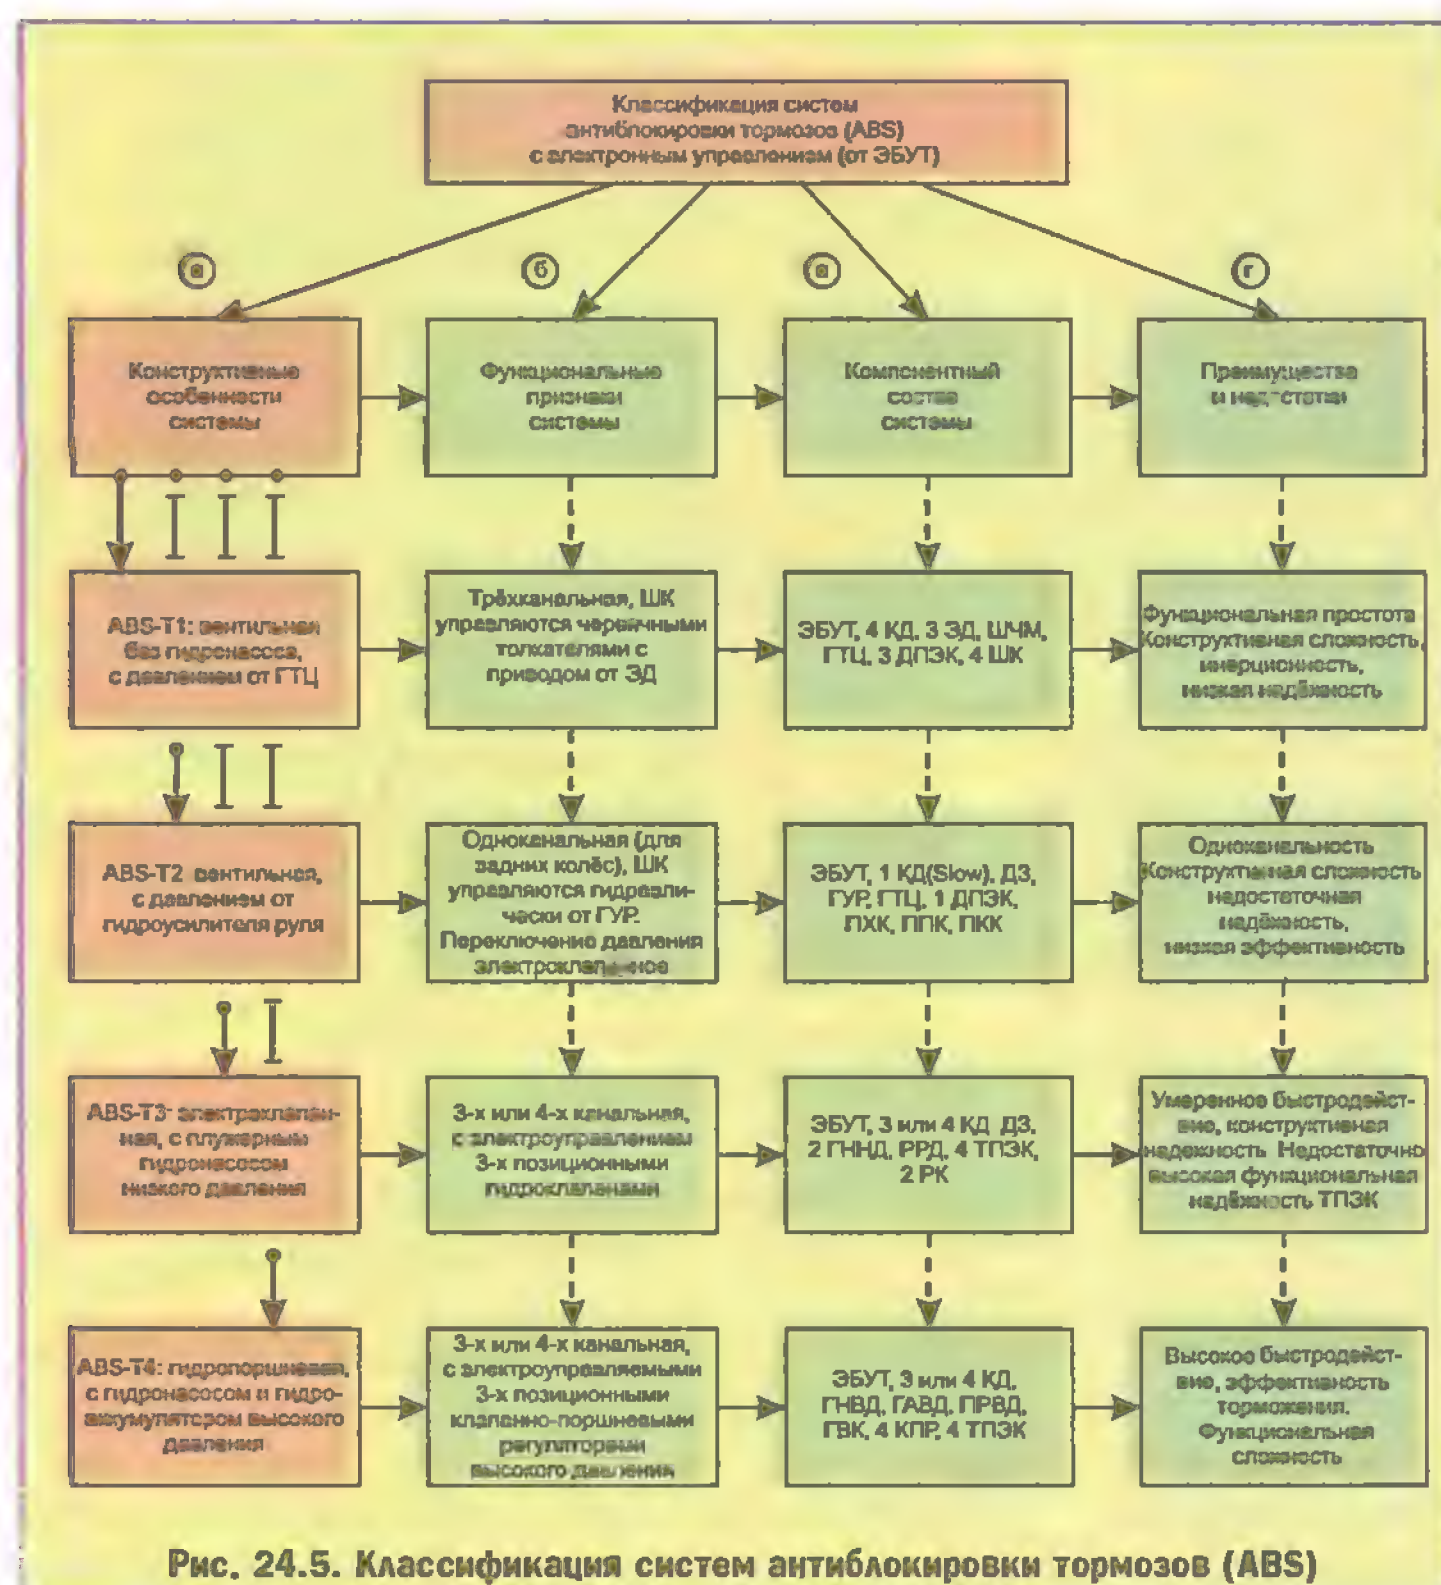 Классификация систем
антиблокировки тормозов (ABS)
с электронным управлением (от ЭБУТ)
а
б
в
г
Конструктивные
особенности
системы
Функциональные
признаки
системы
Компонентный
состав
системы
Преимущества
и недостатки
ABS-T1: вентильная
без гидронасоса,
с давлением от ГТЦ
Трёхканальная, ШК
управляются червячными
толкателями с
приводом от ЭД
ЭБУТ, 4 КД, 3 ЭД, ШЧМ,
ГТЦ, 3 ДПЭК, 4 ШК
Функциональная простота
Конструктивная сложность,
инерционность,
низкая надёжность
ABS-T2 вентильная,
с давлением от
гидроусилителя руля
Одноканальная (для
задних колёс), ШК
управляются гидравли-
чески от ГУР.
Переключение давления
электроклапанное
ЭБУТ, 1 КД(Slow), ДЗ,
ГУР, ГТЦ, 1 ДПЭК,
ПХК, ППК, ПКК
Одноканальность
Конструктивная сложность
недостаточная
надёжность,
низкая эффективность
ABS-T3: электроклапан-
ная, с плужерным
гидронасосом
низкого давления
3-х или 4-х канальная,
с электроуправлением
3-х позиционными
гидроклапанами
ЭБУТ, 3 или 4 КД ДЗ,
2 ГННД, РРД, 4 ТПЭК,
2 РК
Умеренное быстродейст-
вие, конструктивная
надежность Недостаточно
высокая функциональная
надёжность ТПЭК
ABS-T4: гидропоршневая,
с гидронасосом и гидро-
аккумулятором высокого
давления
3-х или 4-х канальная,
с электроуправляемыми
3-х позиционными
клапанно-поршневыми
регуляторами
высокого давления
ЭБУТ, 3 или 4 КД,
ГНВД, ГАВД, ПРВД,
ГВК, 4 КПР, 4 ТПЭК
Высокое быстродейст-
вие, эффективность
торможения.
Функциональная
сложность
Рис. 24.5. Классификация систем антиблокировки тормозов (ABS)